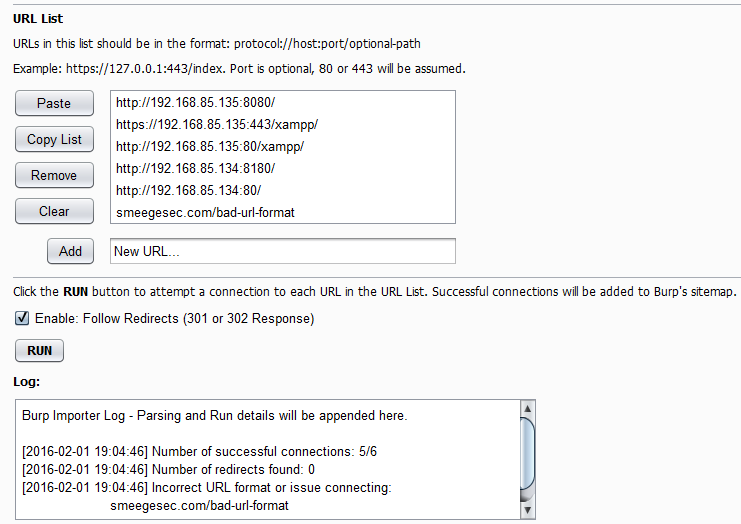 URL List
URLs in this list should be in the format: protocol://host:port/optional-path
Example: https://127.0.0.1:443/index. Port is optional, 80 or 443 will be assumed.
Paste
Copy List
Remove
Clear
http://192.168.85.135:8080/
https://192.168.85.135:443/xampp/
http://192.168.85.135:80/xampp/
http://192.168.85.134:8180/
http://192.168.85.134:80/
smeegesec.com/bad-url-format
Add
New URL...
Click the RUN button to attempt a connection to each URL in the URL List. Successful connections will be added to Burp's sitemap.
Enable: Follow Redirects (301 or 302 Response)
RUN
Log:
Burp Importer Log - Parsing and Run details will be appended here.
[2016-02-01 19:04:46] Number of successful connections: 5/6
[2016-02-01 19:04:46] Number of redirects found: 0
[2016-02-01 19:04:46] Incorrect URL format or issue connecting:
smeegesec.com/bad-url-format